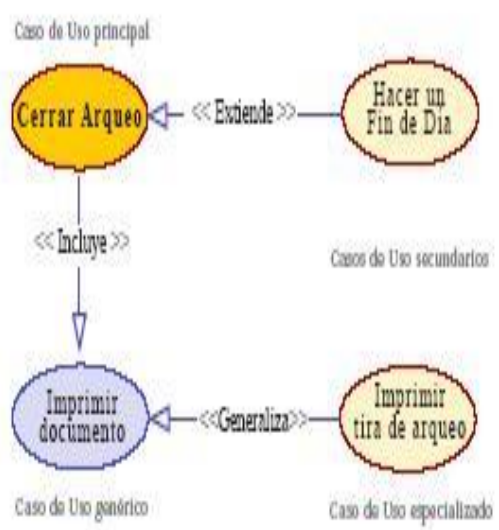 Caso de Uso principal
Cerrar Arqueo
<< Extiende >>
Hacer un
Fin de Dia
<< Incluye >>
Casos de Uso secundarios
Imprimir
documento
<<Generaliza>>
Imprimir
tira de arqueo
Caso de Uso genérico
Caso de Uso especializado